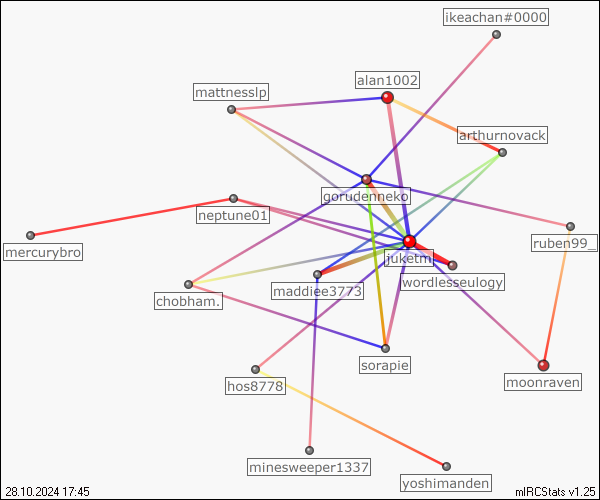 ikeachan#0000
alan1002
mattnesslp
arthurnovack
gorudenneko
neptune01
ruben99_
mercurybro
juketm
wordlesseulogy
maddiee3773
chobham.
sorapie
moonraven
hos8778
minesweeper1337
yoshimanden
28.10.2024 17:45
mIRCStats v1.25